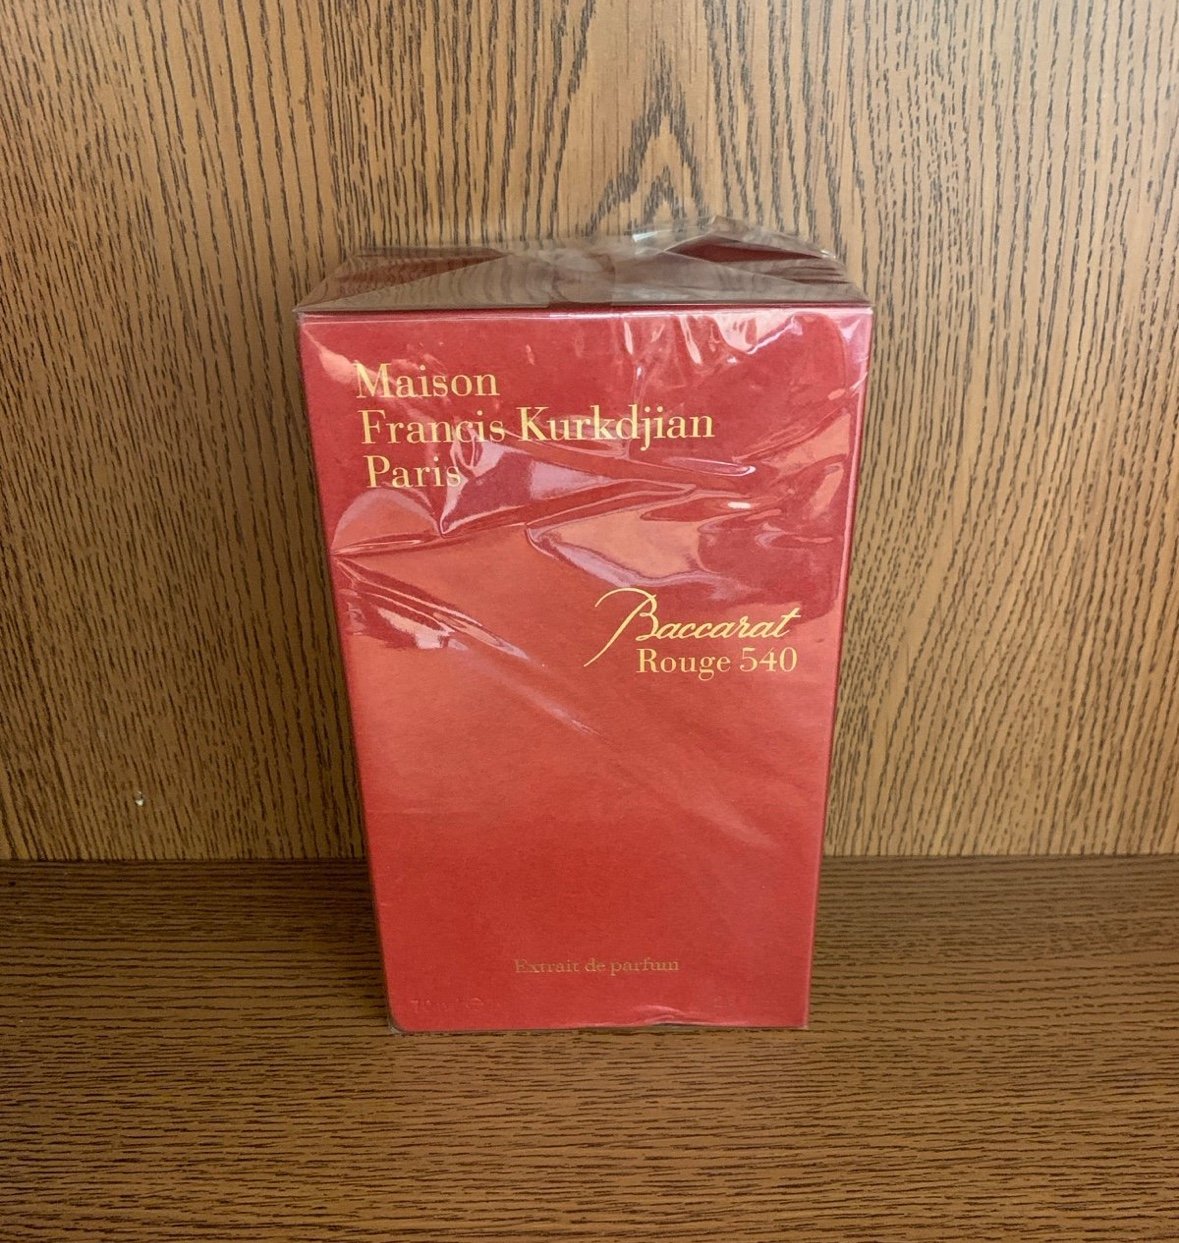 Maison
Francis Kurkdjian
Paris
Baccarat
Rouge 540
Extrait de parfum